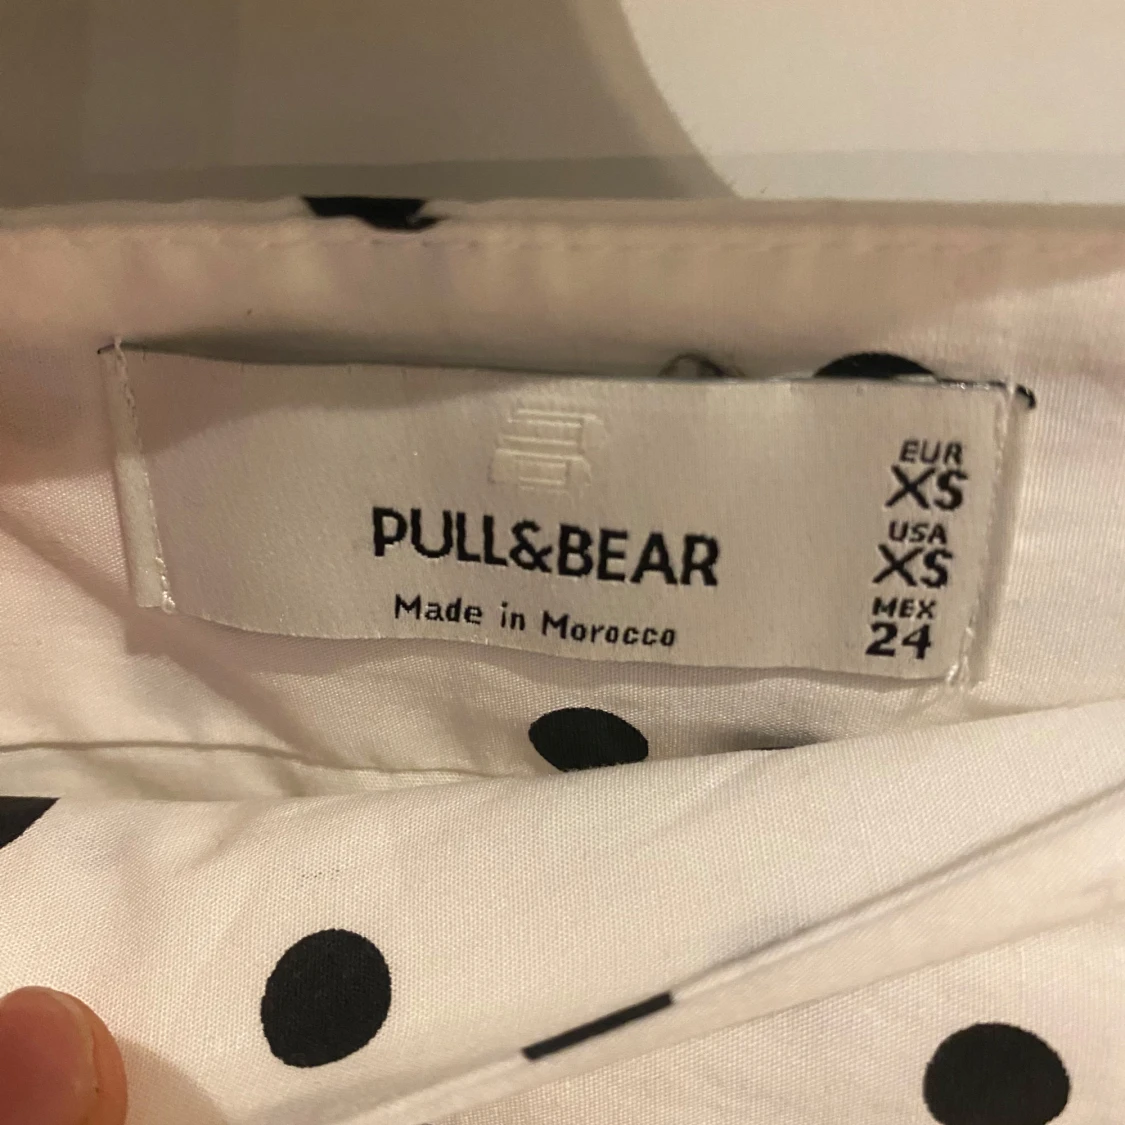 PULL&BEAR
Made in Morocco
EUR
XS
USA
XS
MEX
24